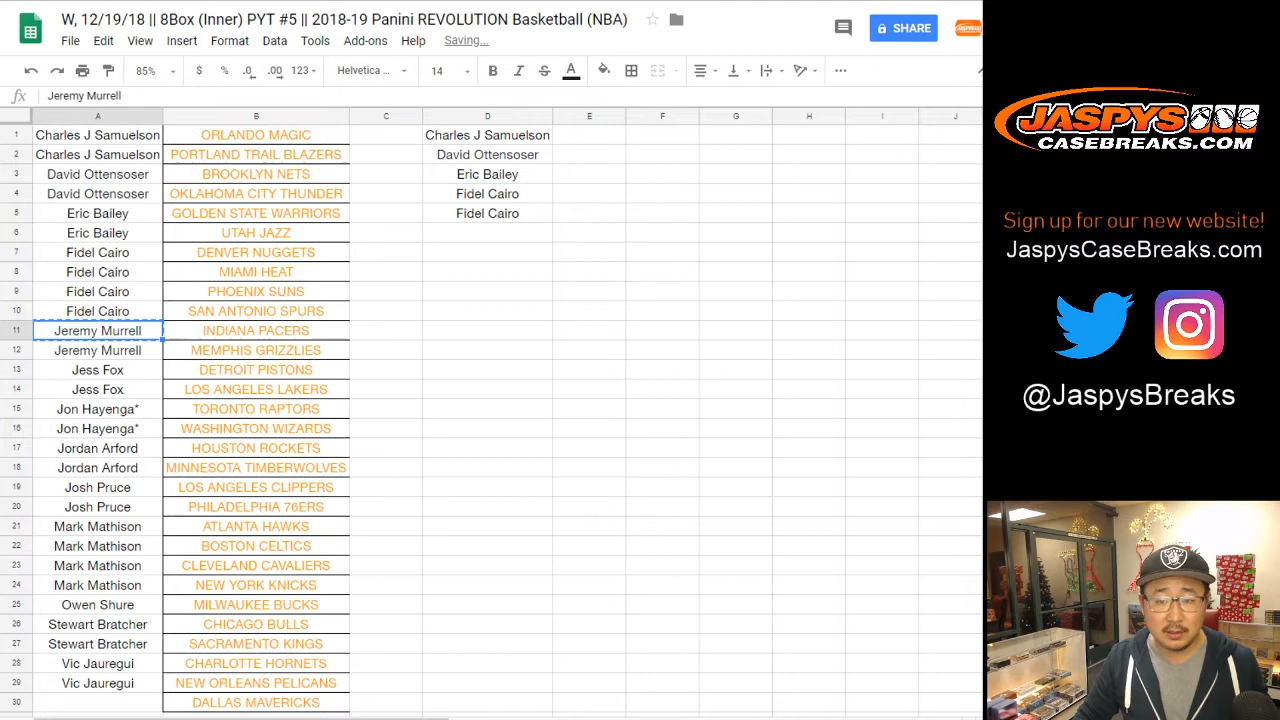 W, 12/19/18 || 8Box (Inner) PYT #5 || 2018-19 Panini REVOLUTION Basketball (NBA)
SHARE
File Edit View Insert Format Tools Add-ons Help Saving...
85% $ % .0 .00 123 Helvetica ... 14 B I S A
fx Jeremy Murrell
A B C D E F G H I J
1 Charles J Samuelson ORLANDO MAGIC Charles J Samuelson
2 Charles J Samuelson PORTLAND TRAIL BLAZERS David Ottensoser
3 David Ottensoser BROOKLYN NETS Eric Bailey
4 David Ottensoser OKLAHOMA CITY THUNDER Fidel Cairo
5 Eric Bailey GOLDEN STATE WARRIORS Fidel Cairo
6 Eric Bailey UTAH JAZZ
7 Fidel Cairo DENVER NUGGETS
8 Fidel Cairo MIAMI HEAT
9 Fidel Cairo PHOENIX SUNS
10 Fidel Cairo SAN ANTONIO SPURS
11 Jeremy Murrell INDIANA PACERS
12 Jeremy Murrell MEMPHIS GRIZZLIES
13 Jess Fox DETROIT PISTONS
14 Jess Fox LOS ANGELES LAKERS
15 Jon Hayenga* TORONTO RAPTORS
16 Jon Hayenga* WASHINGTON WIZARDS
17 Jordan Arford HOUSTON ROCKETS
18 Jordan Arford MINNESOTA TIMBERWOLVES
19 Josh Pruce LOS ANGELES CLIPPERS
20 Josh Pruce PHILADELPHIA 76ERS
21 Mark Mathison ATLANTA HAWKS
22 Mark Mathison BOSTON CELTICS
23 Mark Mathison CLEVELAND CAVALIERS
24 Mark Mathison NEW YORK KNICKS
25 Owen Shure MILWAUKEE BUCKS
26 Stewart Bratcher CHICAGO BULLS
27 Stewart Bratcher SACRAMENTO KINGS
28 Vic Jauregui CHARLOTTE HORNETS
29 Vic Jauregui NEW ORLEANS PELICANS
30 DALLAS MAVERICKS
JASPYS
CASEBREAKS.COM
Sign up for our new website!
JaspysCaseBreaks.com
@JaspysBreaks